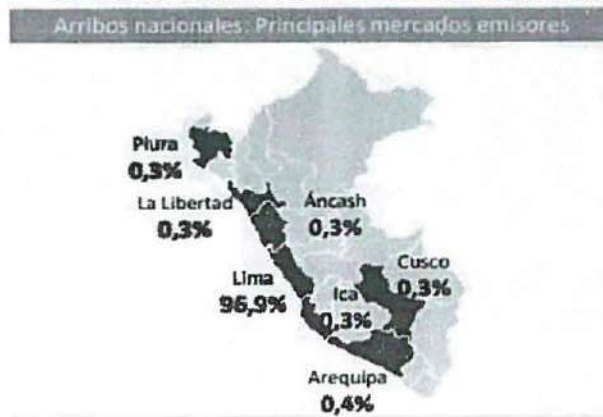 Arribos nacionales: Principales mercados emisores
Piura
0,3%
La Libertad
0,3%
Áncash
0,3%
Lima
96,9%
Ica
0,3%
Cusco
0,3%
Arequipa
0,4%